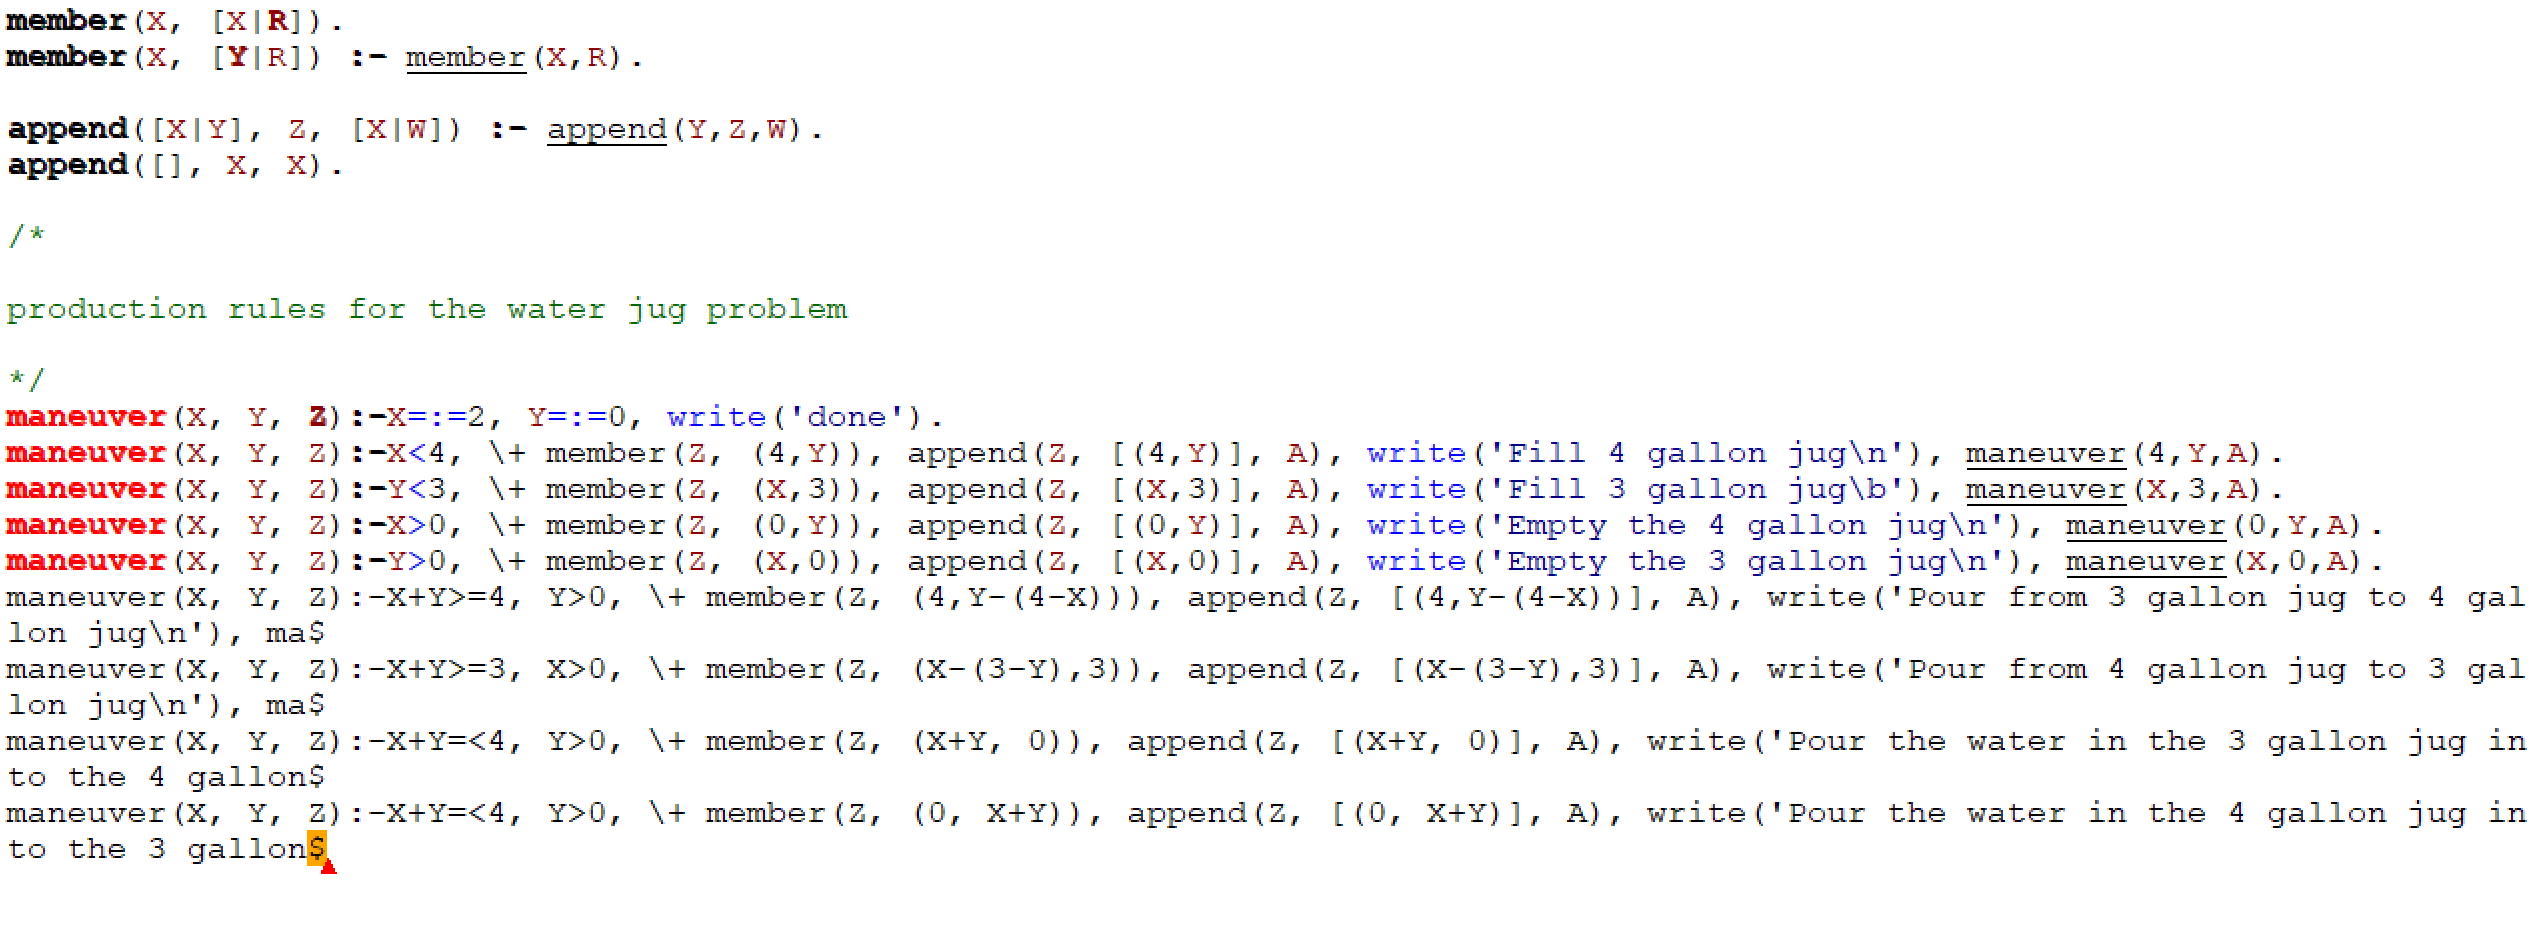 member(X, [X|R]).
member(X, [Y|R]) :- member(X,R).
append([X|Y], Z, [X|W]) :- append(Y,Z,W).
append([], X, X).
/*
production rules for the water jug problem
*/
maneuver(X, Y, Z):-X=:=2, Y=:=0, write('done').
maneuver(X, Y, Z):-X<4, \+ member(Z, (4,Y)), append(Z, [(4,Y)], A), write('Fill 4 gallon jug\n'), maneuver(4,Y,A).
maneuver(X, Y, Z):-Y<3, \+ member(Z, (X,3)), append(Z, [(X,3)], A), write('Fill 3 gallon jug\b'), maneuver(X,3,A).
maneuver(X, Y, Z):-X>0, \+ member(Z, (0,Y)), append(Z, [(0,Y)], A), write('Empty the 4 gallon jug\n'), maneuver(0,Y,A).
maneuver(X, Y, Z):-Y>0, \+ member(Z, (X,0)), append(Z, [(X,0)], A), write('Empty the 3 gallon jug\n'), maneuver(X,0,A).
maneuver(X, Y, Z):-X+Y>=4, Y>0, \+ member(Z, (4,Y-(4-X))), append(Z, [(4,Y-(4-X))], A), write('Pour from 3 gallon jug to 4 gal
lon jug\n'), ma$
maneuver(X, Y, Z):-X+Y>=3, X>0, \+ member(Z, (X-(3-Y),3)), append(Z, [(X-(3-Y),3)], A), write('Pour from 4 gallon jug to 3 gal
lon jug\n'), ma$
maneuver(X, Y, Z):-X+Y=<4, Y>0, \+ member(Z, (X+Y, 0)), append(Z, [(X+Y, 0)], A), write('Pour the water in the 3 gallon jug in
to the 4 gallon$
maneuver(X, Y, Z):-X+Y=<4, Y>0, \+ member(Z, (0, X+Y)), append(Z, [(0, X+Y)], A), write('Pour the water in the 4 gallon jug in
to the 3 gallon$